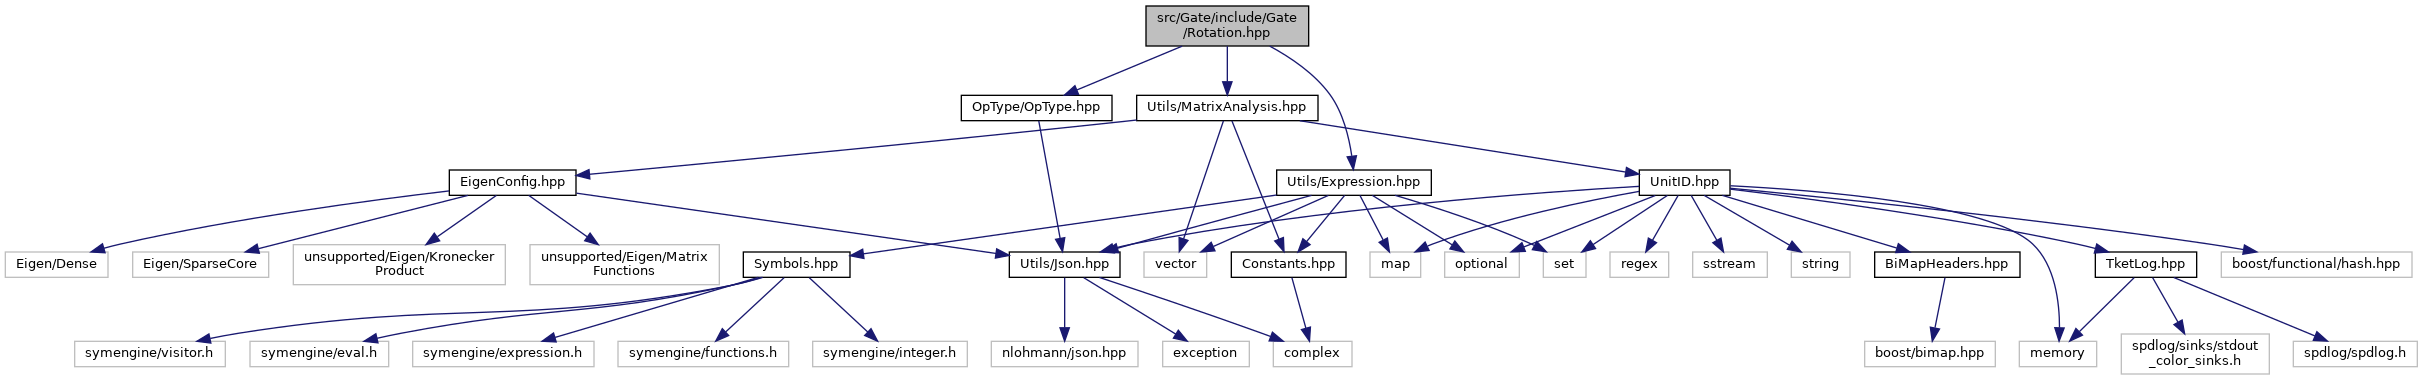 src/Gate/include/Gate
/Rotation.hpp
OpType/OpType.hpp
Utils/MatrixAnalysis.hpp
EigenConfig.hpp
Utils/Expression.hpp
UnitID.hpp
Eigen/Dense
Eigen/SparseCore
unsupported/Eigen/Kronecker
Product
unsupported/Eigen/Matrix
Functions
Symbols.hpp
Utils/Json.hpp
vector
Constants.hpp
map
optional
set
regex
sstream
string
BiMapHeaders.hpp
TketLog.hpp
boost/functional/hash.hpp
symengine/visitor.h
symengine/eval.h
symengine/expression.h
symengine/functions.h
symengine/integer.h
nlohmann/json.hpp
exception
complex
boost/bimap.hpp
memory
spdlog/sinks/stdout
_color_sinks.h
spdlog/spdlog.h